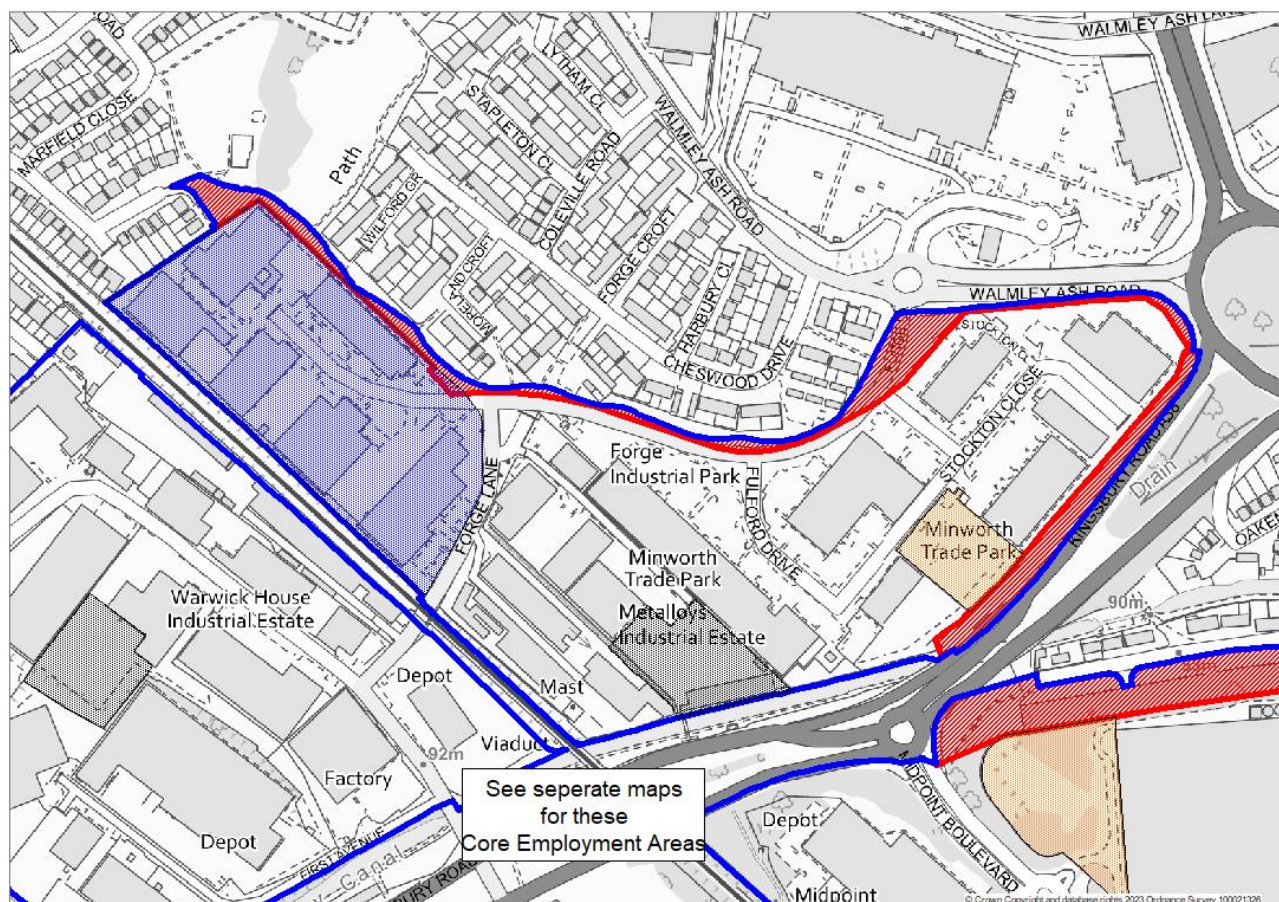 WALMLEY ASH LANE
ROAD
MARFIELD CLOSE
LYTHAM CL
STAPLETON CL
COLEVILLE ROAD
WALMLEY ASH ROAD
Path
WILFORD GR
FORGE CROFT
MORELAND CROFT
HARBURY CL
CHESWOOD DRIVE
WALMLEY ASH ROAD
STOCKTON CL
STOCKTON CLOSE
Forge
Industrial Park
FULFORD DRIVE
FORGE LANE
KINGSBURY ROAD A38
Drain
Minworth
Trade Park
Minworth
Trade Park
Metalloys
Industrial Estate
Warwick House
Industrial Estate
90m
Depot
Mast
Viaduct
92m
Factory
Depot
FIRST AVENUE
Canal
See seperate maps
for these
Core Employment Areas
Depot
MIDPOINT BOULEVARD
Midpoint
© Crown Copyright and database rights 2023 Ordnance Survey 100021326